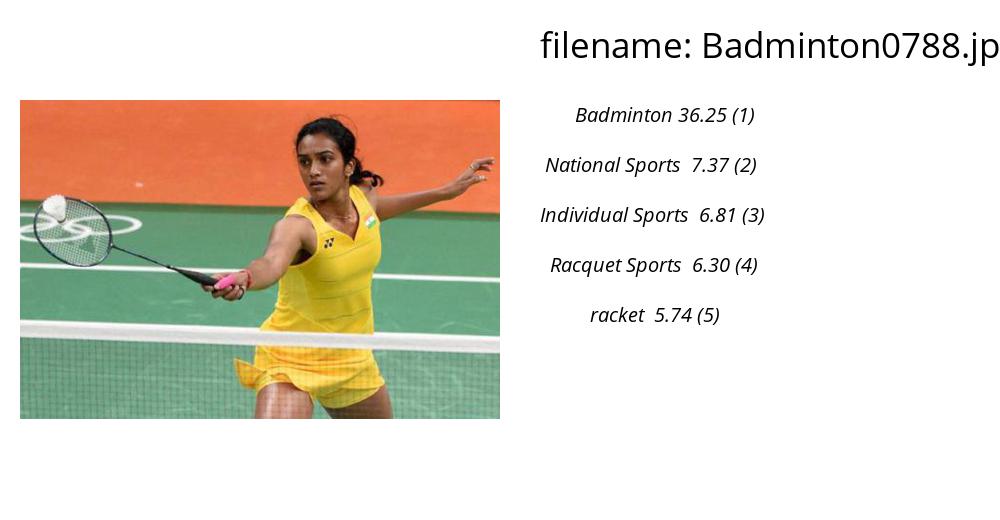 filename: Badminton0788.jp
Badminton 36.25 (1)
National Sports 7.37 (2)
Individual Sports 6.81 (3)
Racquet Sports 6.30 (4)
racket 5.74 (5)